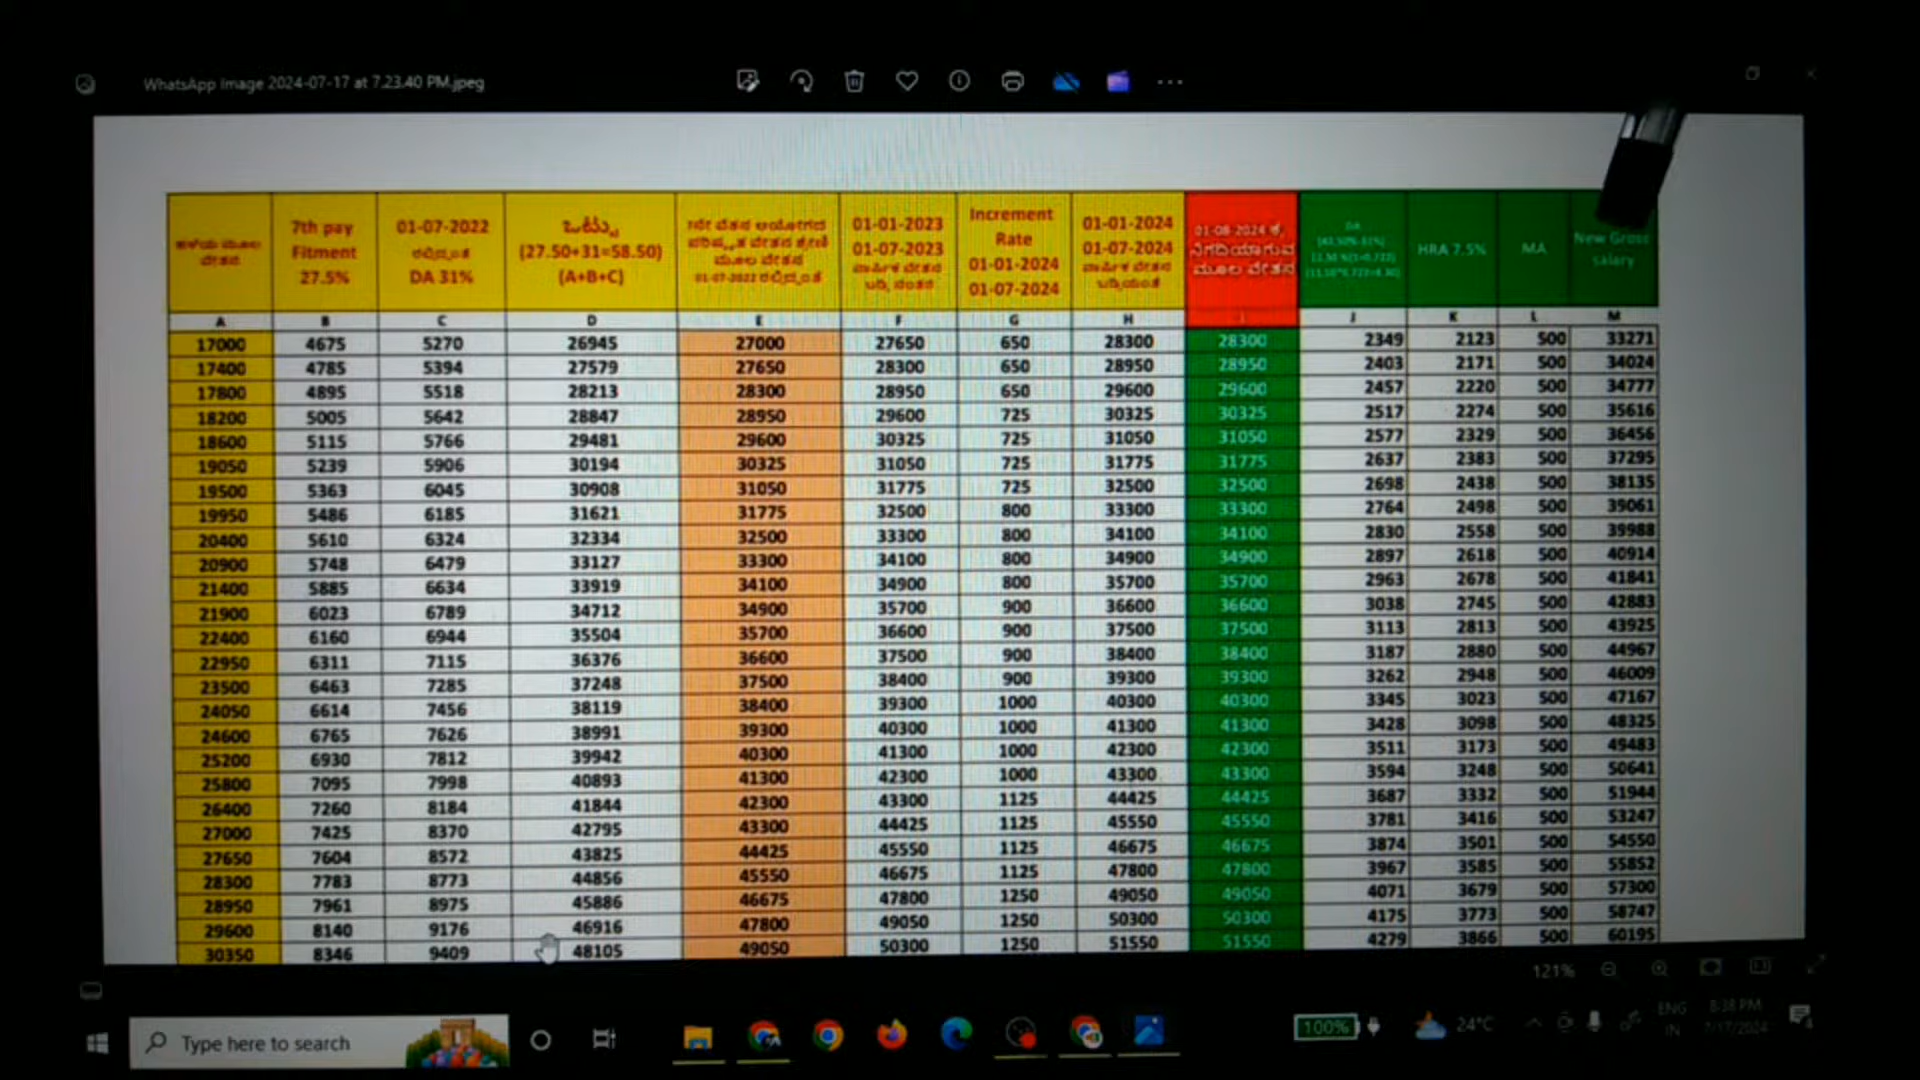 WhatsApp Image 2024-07-17 at 7.23.40 PM.jpeg
7th pay Fitment 27.5%
01-07-2022 DA 31%
ಒಟ್ಟು (27.50+31=58.50) (A+B+C)
01-01-2023 01-07-2023
Increment Rate 01-01-2024 01-07-2024
01-01-2024 01-07-2024
01-08-2024 ಕ್ಕೆ ನಿಗದಿಯಾಗುವ ಮೂಲ ವೇತನ
DA
HRA 7.5%
MA
New Gross salary
A B C D E F G H I J K L M
17000 4675 5270 26945 27000 27650 650 28300 28300 2349 2123 500 33271
17400 4785 5394 27579 27650 28300 650 28950 28950 2403 2171 500 34024
17800 4895 5518 28213 28300 28950 650 29600 29600 2457 2220 500 34777
18200 5005 5642 28847 28950 29600 725 30325 30325 2517 2274 500 35616
18600 5115 5766 29481 29600 30325 725 31050 31050 2577 2329 500 36456
19050 5239 5906 30194 30325 31050 725 31775 31775 2637 2383 500 37295
19500 5363 6045 30908 31050 31775 725 32500 32500 2698 2438 500 38135
19950 5486 6185 31621 31775 32500 800 33300 33300 2764 2498 500 39061
20400 5610 6324 32334 32500 33300 800 34100 34100 2830 2558 500 39988
20900 5748 6479 33127 33300 34100 800 34900 34900 2897 2618 500 40914
21400 5885 6634 33919 34100 34900 800 35700 35700 2963 2678 500 41841
21900 6023 6789 34712 34900 35700 900 36600 36600 3038 2745 500 42883
22400 6160 6944 35504 35700 36600 900 37500 37500 3113 2813 500 43925
22950 6311 7115 36376 36600 37500 900 38400 38400 3187 2880 500 44967
23500 6463 7285 37248 37500 38400 900 39300 39300 3262 2948 500 46009
24050 6614 7456 38119 38400 39300 1000 40300 40300 3345 3023 500 47167
24600 6765 7626 38991 39300 40300 1000 41300 41300 3428 3098 500 48325
25200 6930 7812 39942 40300 41300 1000 42300 42300 3511 3173 500 49483
25800 7095 7998 40893 41300 42300 1000 43300 43300 3594 3248 500 50641
26400 7260 8184 41844 42300 43300 1125 44425 44425 3687 3332 500 51944
27000 7425 8370 42795 43300 44425 1125 45550 45550 3781 3416 500 53247
27650 7604 8572 43825 44425 45550 1125 46675 46675 3874 3501 500 54550
28300 7783 8773 44856 45550 46675 1125 47800 47800 3967 3585 500 55852
28950 7961 8975 45886 46675 47800 1250 49050 49050 4071 3679 500 57300
29600 8140 9176 46916 47800 49050 1250 50300 50300 4175 3773 500 58747
30350 8346 9409 48105 49050 50300 1250 51550 51550 4279 3866 500 60195
121%
Type here to search
100%
24°C
ENG
IN
8:38 PM
7/17/2024